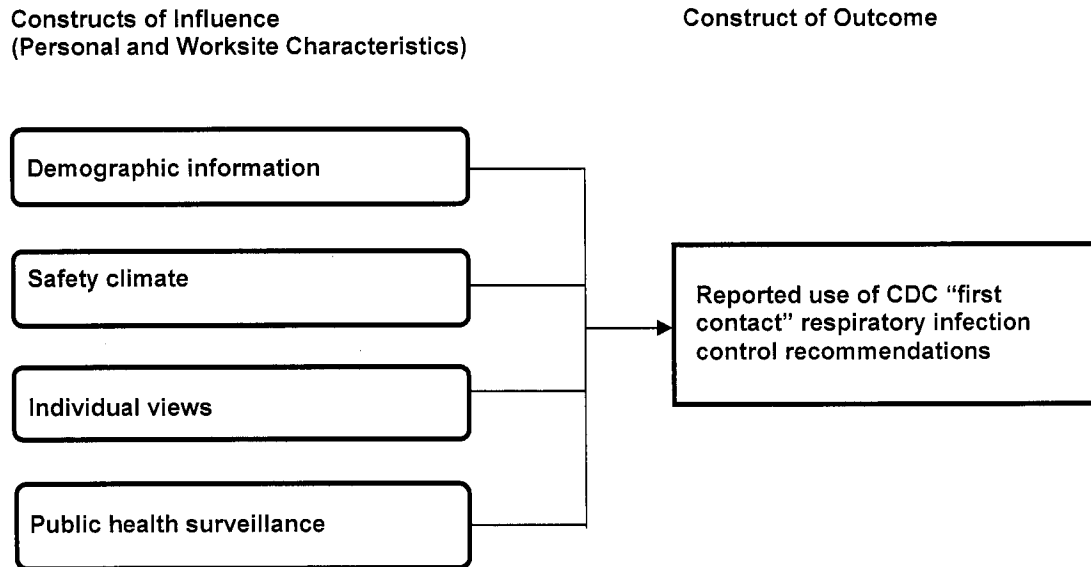 Constructs of Influence
(Personal and Worksite Characteristics)
Construct of Outcome
Demographic information
Safety climate
Individual views
Public health surveillance
Reported use of CDC “first
contact” respiratory infection
control recommendations